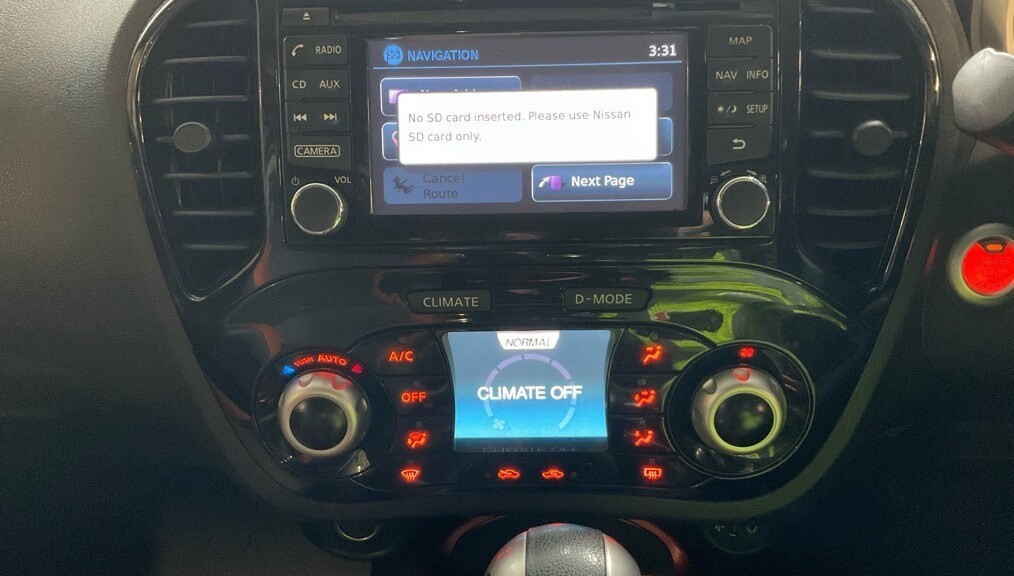 RADIO
CD AUX
CAMERA
VOL
NAVIGATION
3:31
No SD card inserted. Please use Nissan
SD card only.
Cancel
Route
Next Page
MAP
NAV INFO
SETUP
CLIMATE
D-MODE
AUTO
A/C
OFF
NORMAL
CLIMATE OFF